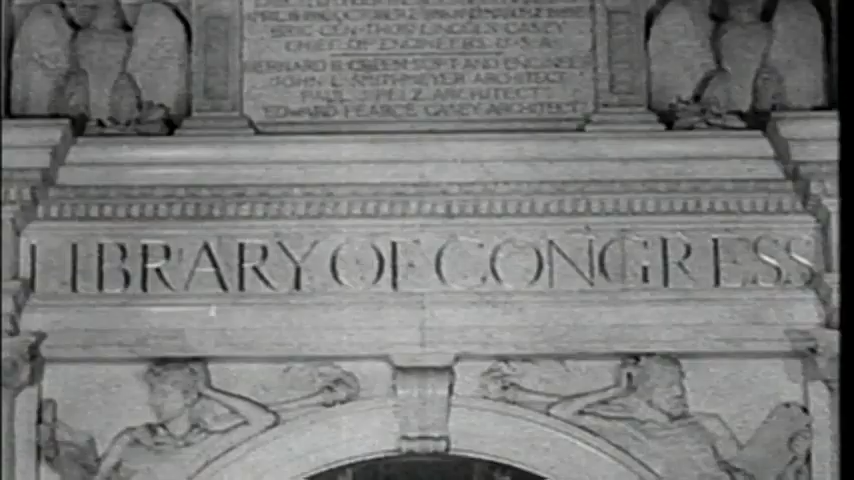 BRIG·GEN·THOS·LINCOLN CASEY
CHIEF·OF·ENGINEERS·U·S·A·
BERNARD R GREEN SUPT·AND ENGINEER
JOHN L SMITHMEYER ARCHITECT
PAUL J PELZ ARCHITECT
EDWARD PEARCE CASEY ARCHITECT
LIBRARY OF CONGRESS